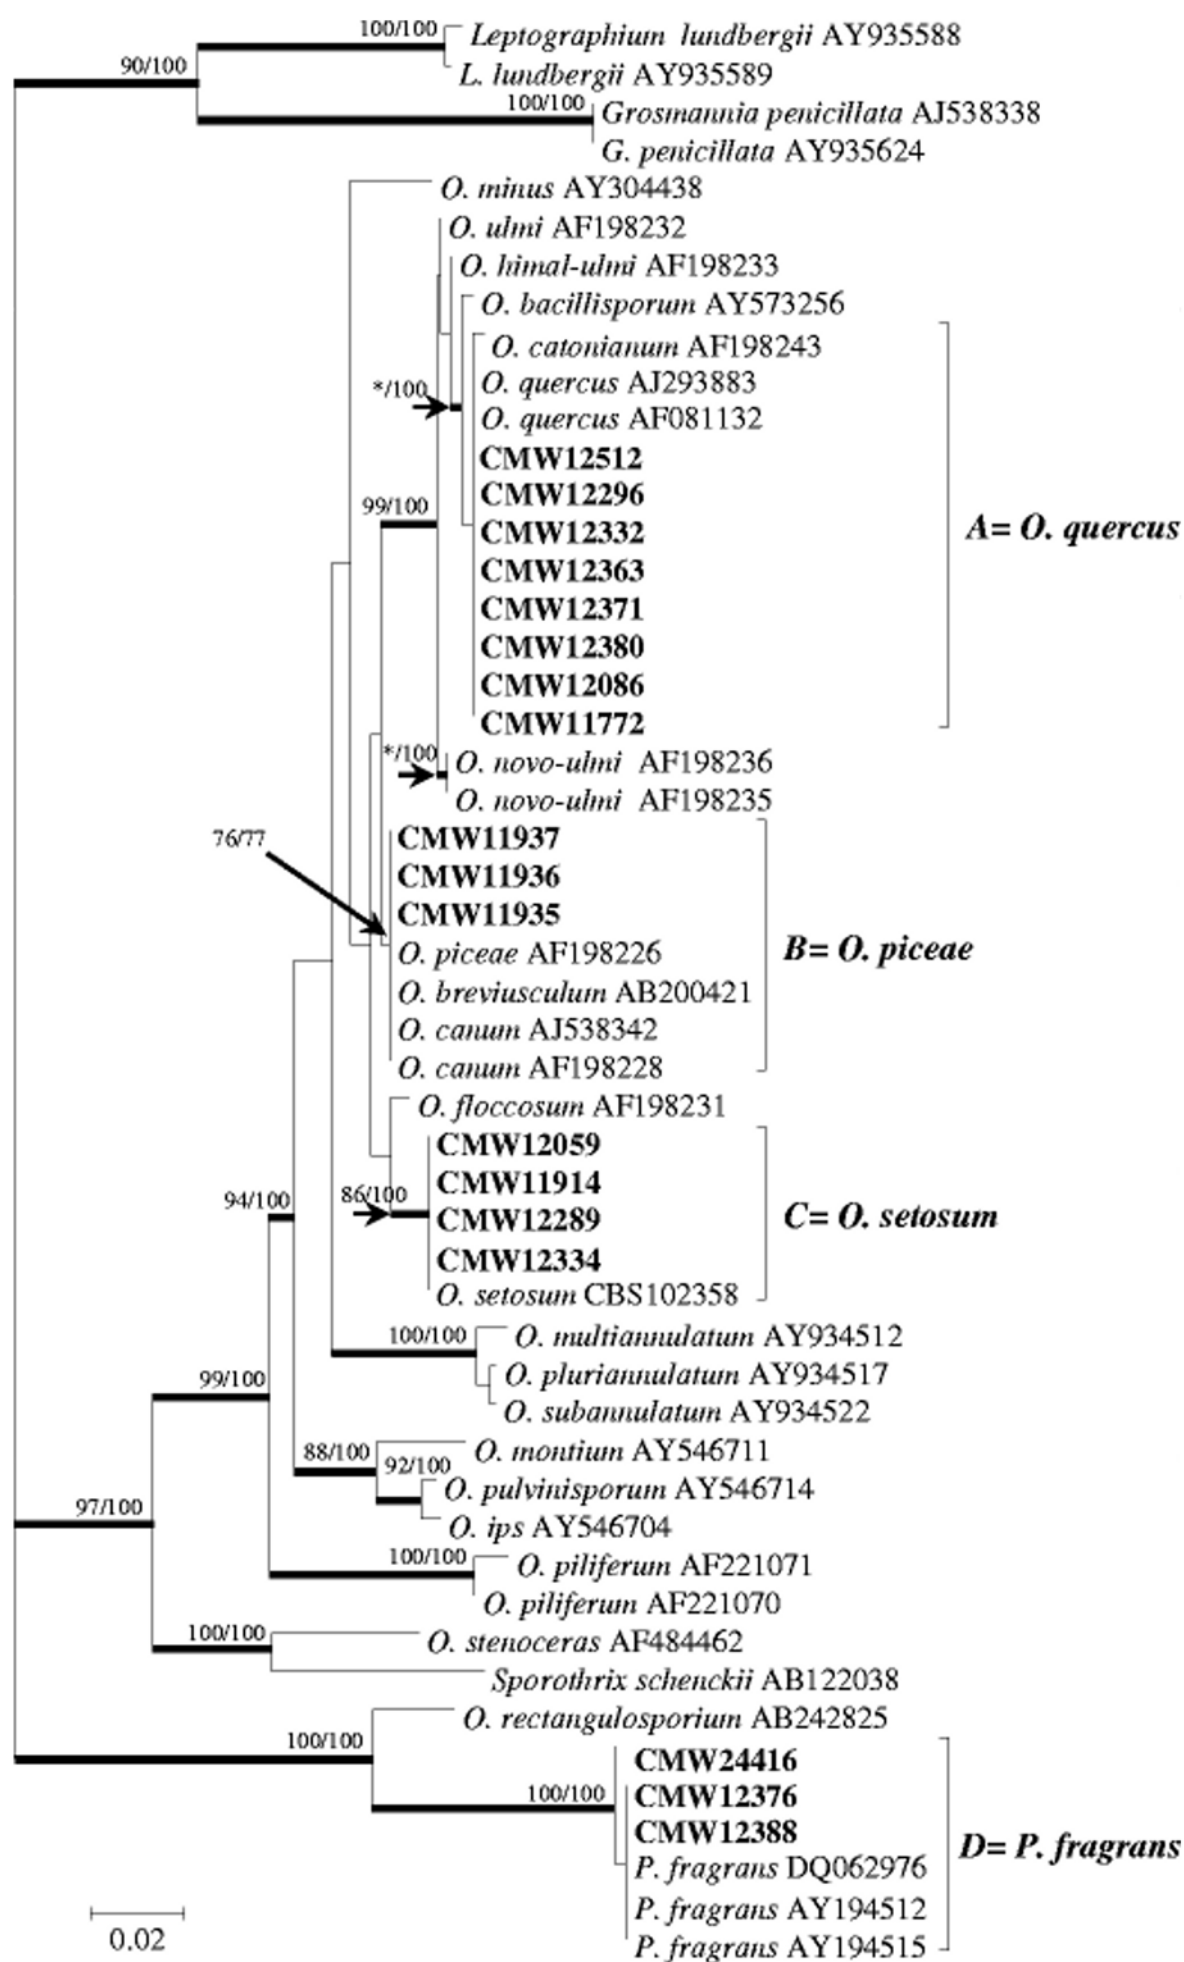 100/100
Leptographium lundbergii AY935588
90/100
L. lundbergii AY935589
100/100
Grosmannia penicillata AJ538338
G. penicillata AY935624
O. minus AY304438
O. ulmi AF198232
O. himal-ulmi AF198233
O. bacillisporum AY573256
O. catonianum AF198243
*/100
O. quercus AJ293883
O. quercus AF081132
CMW12512
CMW12296
99/100
A= O. quercus
CMW12332
CMW12363
CMW12371
CMW12380
CMW12086
CMW11772
*/100
O. novo-ulmi AF198236
O. novo-ulmi AF198235
76/77
CMW11937
CMW11936
CMW11935
O. piceae AF198226
B= O. piceae
O. breviusculum AB200421
O. canum AJ538342
O. canum AF198228
O. floccosum AF198231
CMW12059
CMW11914
94/100
86/100
CMW12289
C= O. setosum
CMW12334
O. setosum CBS102358
100/100
O. multiannulatum AY934512
O. pluriannulatum AY934517
99/100
O. subannulatum AY934522
88/100
O. montium AY546711
92/100
O. pulvinisporum AY546714
97/100
O. ips AY546704
100/100
O. piliferum AF221071
O. piliferum AF221070
100/100
O. stenoceras AF484462
Sporothrix schenckii AB122038
O. rectangulosporium AB242825
100/100
CMW24416
100/100
CMW12376
CMW12388
D= P. fragrans
P. fragrans DQ062976
P. fragrans AY194512
P. fragrans AY194515
0.02